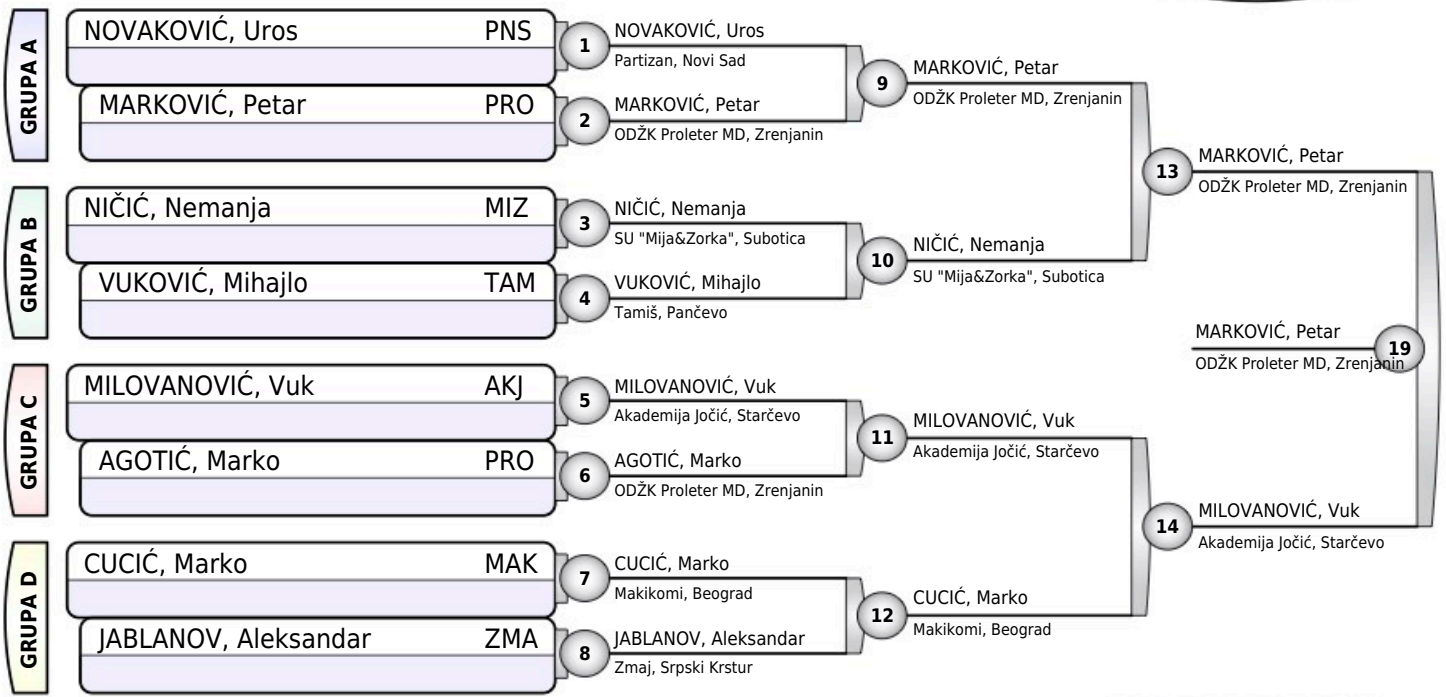 GRUPA A
NOVAKOVIĆ, Uros PNS
MARKOVIĆ, Petar PRO
GRUPA B
NIČIĆ, Nemanja MIZ
VUKOVIĆ, Mihajlo TAM
GRUPA C
MILOVANOVIĆ, Vuk AKJ
AGOTIĆ, Marko PRO
GRUPA D
CUCIĆ, Marko MAK
JABLANOV, Aleksandar ZMA
1
NOVAKOVIĆ, Uros
Partizan, Novi Sad
2
MARKOVIĆ, Petar
ODŽK Proleter MD, Zrenjanin
3
NIČIĆ, Nemanja
SU "Mija&Zorka", Subotica
4
VUKOVIĆ, Mihajlo
Tamiš, Pančevo
5
MILOVANOVIĆ, Vuk
Akademija Jočić, Starčevo
6
AGOTIĆ, Marko
ODŽK Proleter MD, Zrenjanin
7
CUCIĆ, Marko
Makikomi, Beograd
8
JABLANOV, Aleksandar
Zmaj, Srpski Krstur
9
MARKOVIĆ, Petar
ODŽK Proleter MD, Zrenjanin
10
NIČIĆ, Nemanja
SU "Mija&Zorka", Subotica
11
MILOVANOVIĆ, Vuk
Akademija Jočić, Starčevo
12
CUCIĆ, Marko
Makikomi, Beograd
13
MARKOVIĆ, Petar
ODŽK Proleter MD, Zrenjanin
14
MILOVANOVIĆ, Vuk
Akademija Jočić, Starčevo
MARKOVIĆ, Petar
19
ODŽK Proleter MD, Zrenjanin